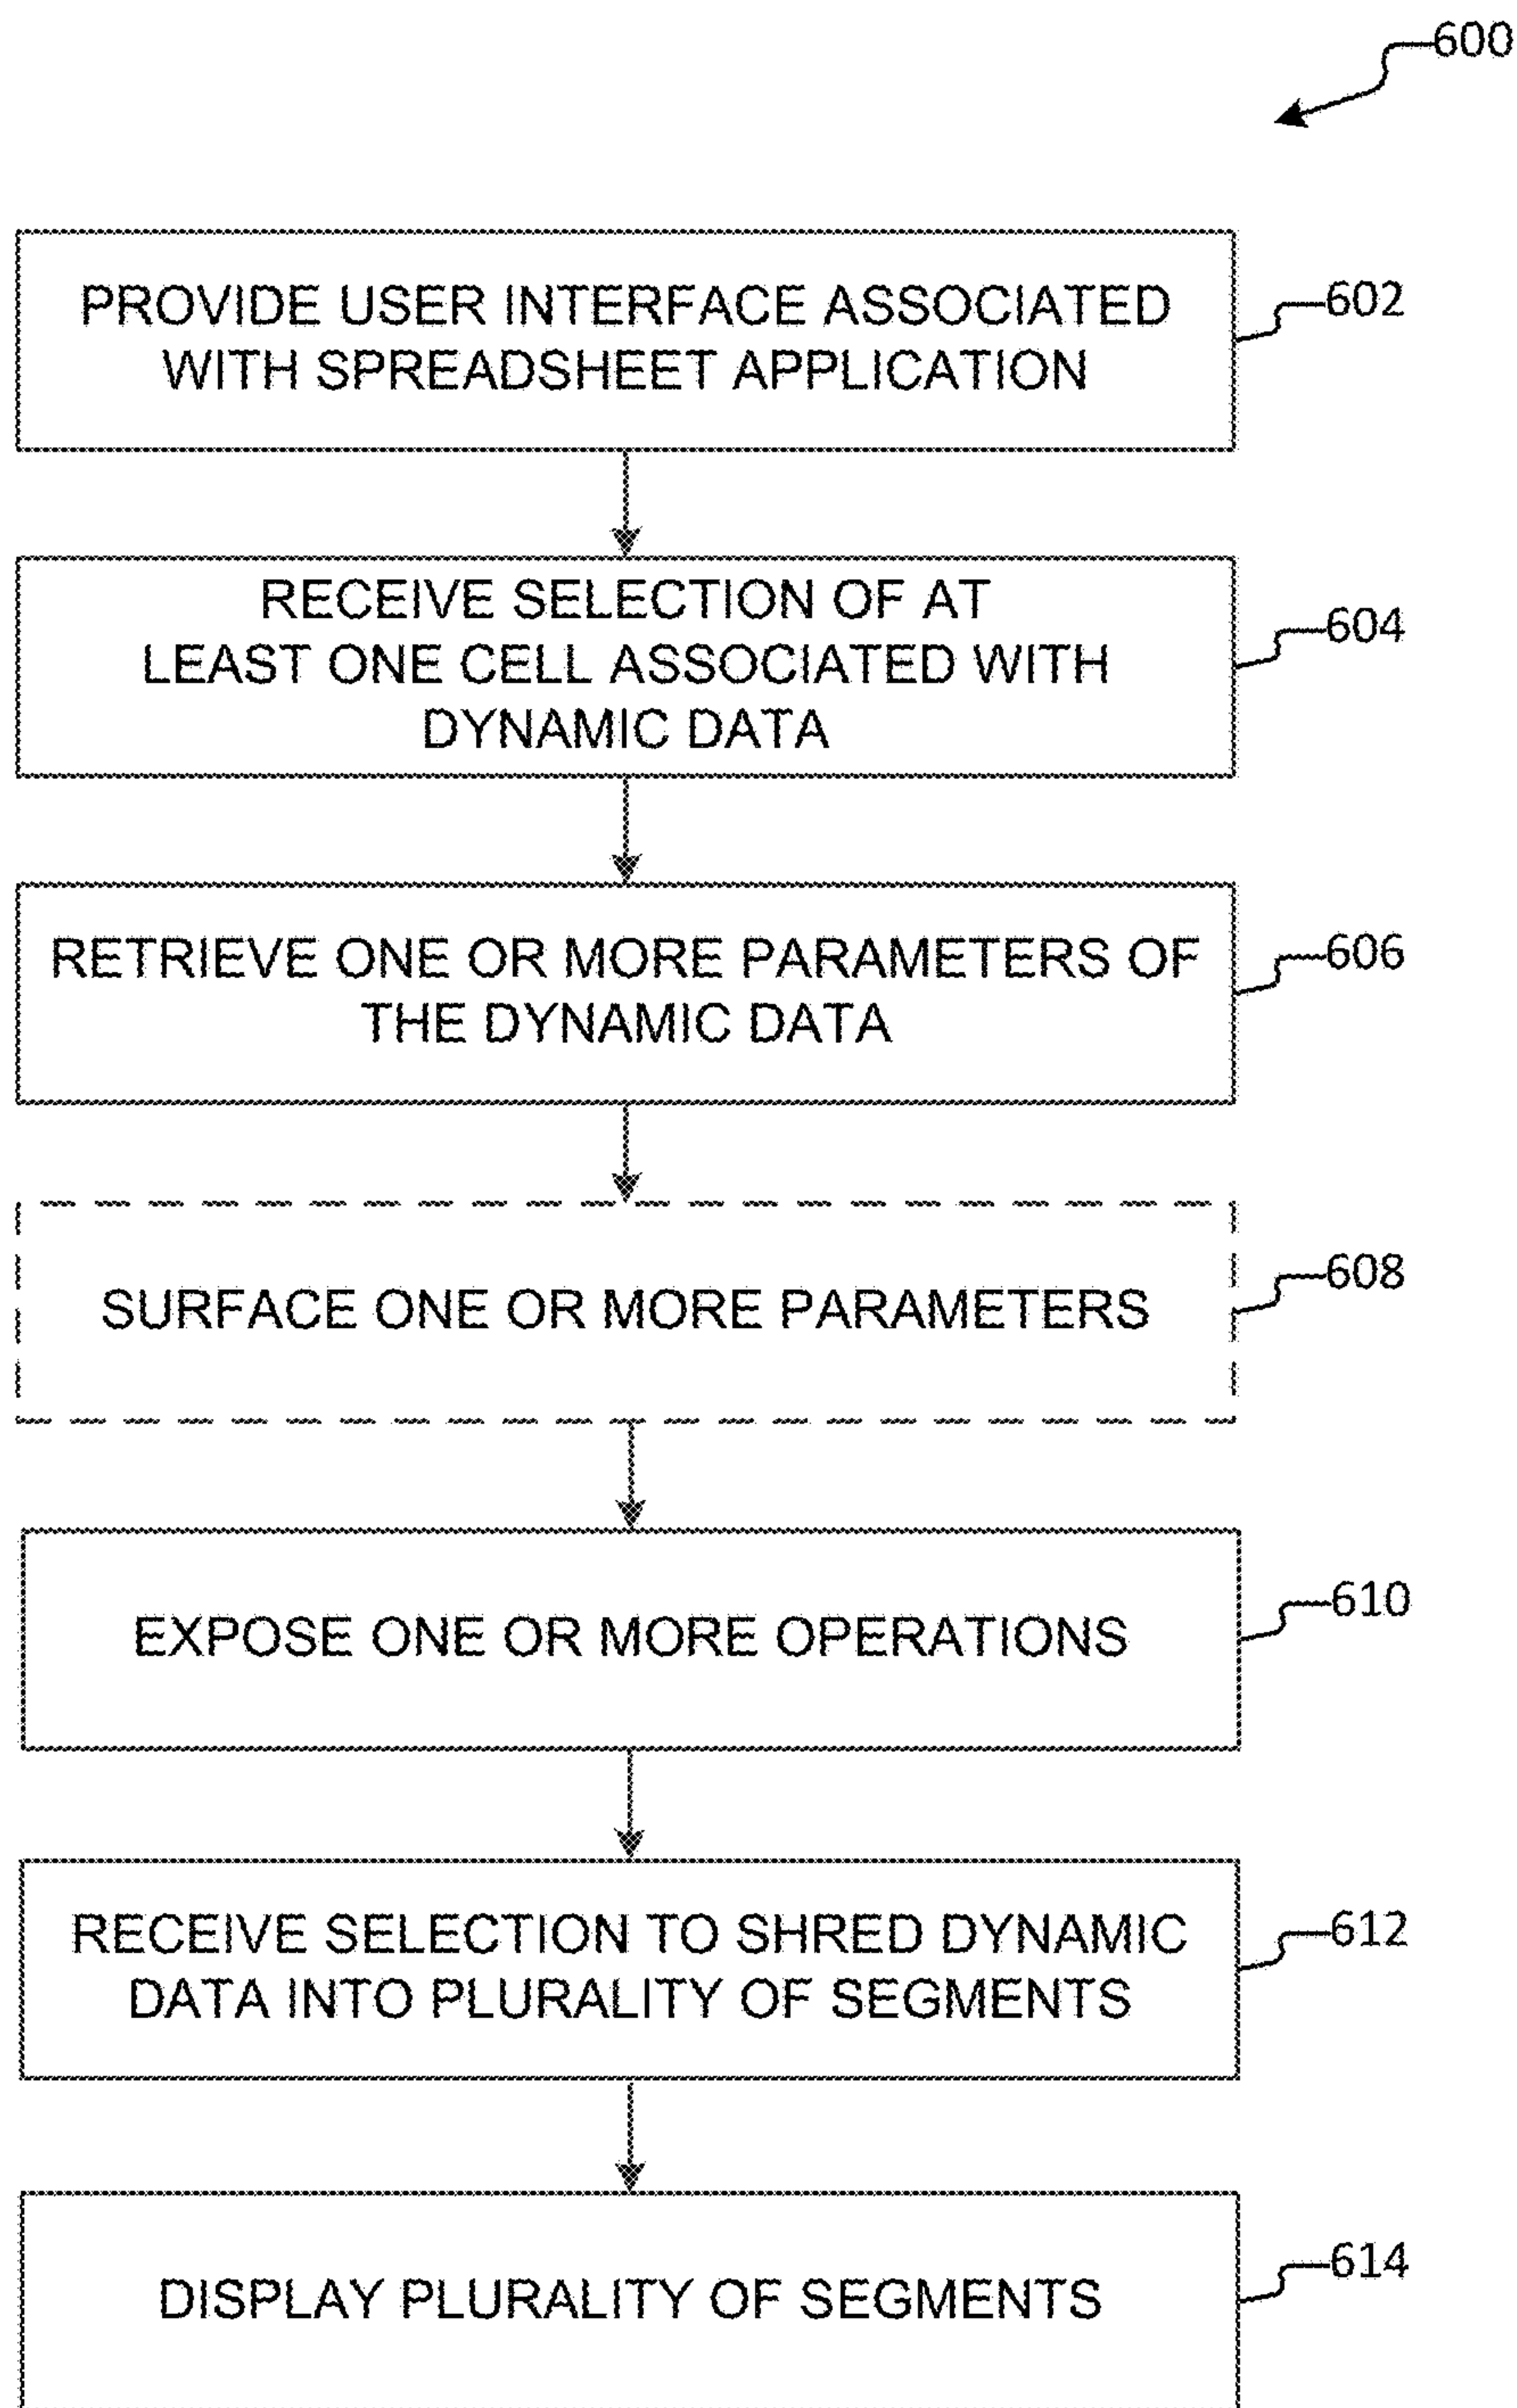 600
PROVIDE USER INTERFACE ASSOCIATED
WITH SPREADSHEET APPLICATION
602
RECEIVE SELECTION OF AT
LEAST ONE CELL ASSOCIATED WITH
DYNAMIC DATA
604
RETRIEVE ONE OR MORE PARAMETERS OF
THE DYNAMIC DATA
606
SURFACE ONE OR MORE PARAMETERS
608
EXPOSE ONE OR MORE OPERATIONS
610
RECEIVE SELECTION TO SHRED DYNAMIC
DATA INTO PLURALITY OF SEGMENTS
612
DISPLAY PLURALITY OF SEGMENTS
614